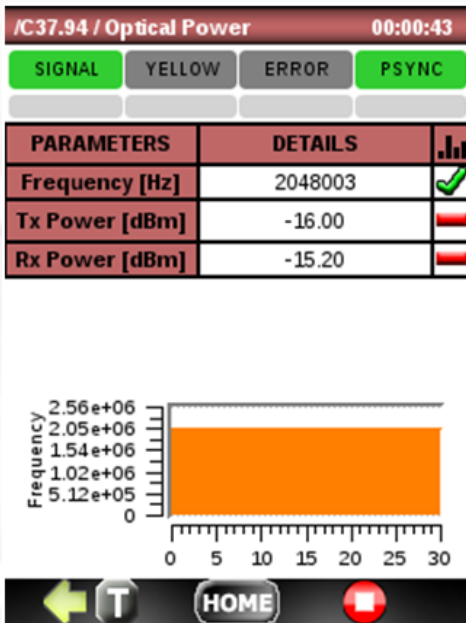 /C37.94 / Optical Power 00:00:43
SIGNAL YELLOW ERROR PSYNC
PARAMETERS DETAILS
Frequency [Hz] 2048003
Tx Power [dBm] -16.00
Rx Power [dBm] -15.20
Frequency
2.56e+06
2.05e+06
1.54e+06
1.02e+06
5.12e+05
0
0 5 10 15 20 25 30
T HOME